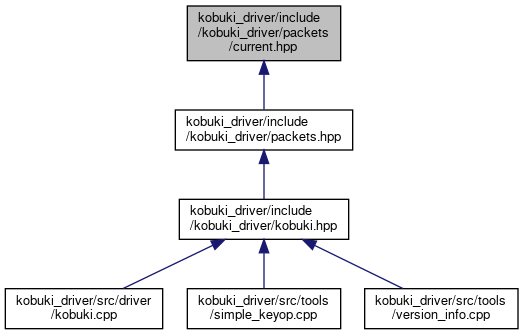 kobuki_driver/include
/kobuki_driver/packets
/current.hpp
kobuki_driver/include
/kobuki_driver/packets.hpp
kobuki_driver/include
/kobuki_driver/kobuki.hpp
kobuki_driver/src/driver
/kobuki.cpp
kobuki_driver/src/tools
/simple_keyop.cpp
kobuki_driver/src/tools
/version_info.cpp